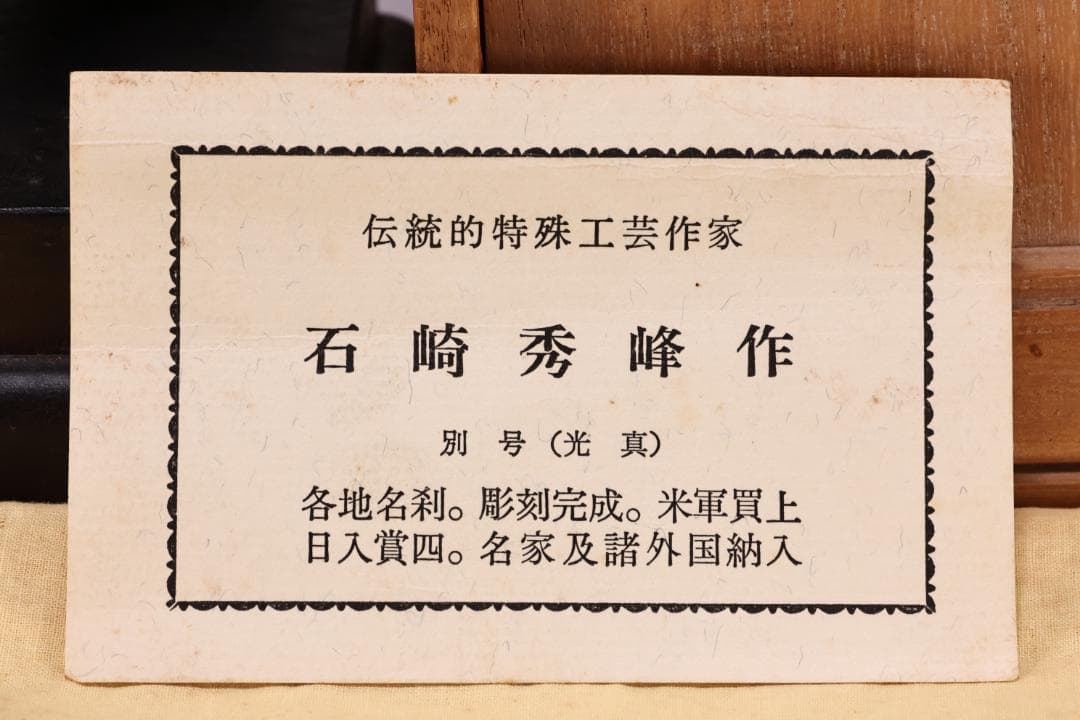 伝統的特殊工芸作家
石崎秀峰作
別号(光真)
各地名刹。彫刻完成。米軍買上
日入賞四。名家及諸外国納入